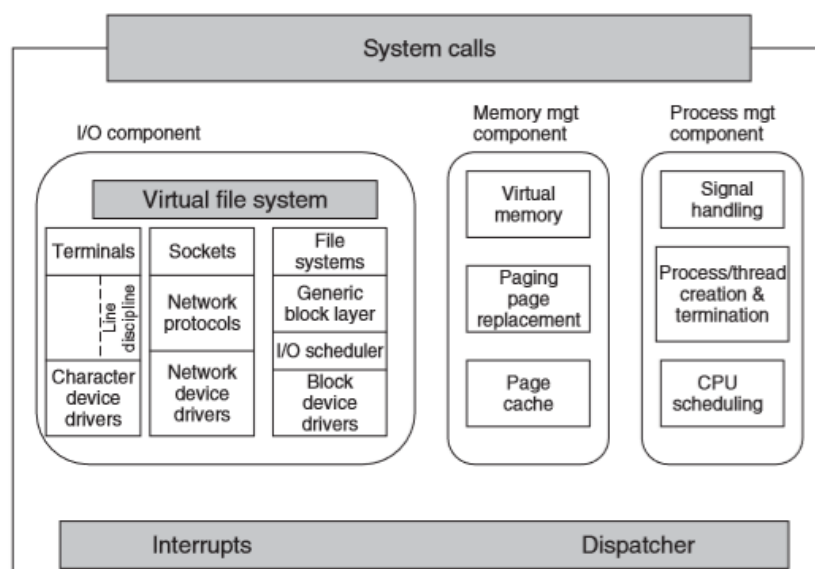 System calls
I/O component
Memory mgt
component
Process mgt
component
Virtual file system
Terminals
Line
discipline
Character
device
drivers
Sockets
Network
protocols
Network
device
drivers
File
systems
Generic
block layer
I/O scheduler
Block
device
drivers
Virtual
memory
Paging
page
replacement
Page
cache
Signal
handling
Process/thread
creation &
termination
CPU
scheduling
Interrupts
Dispatcher